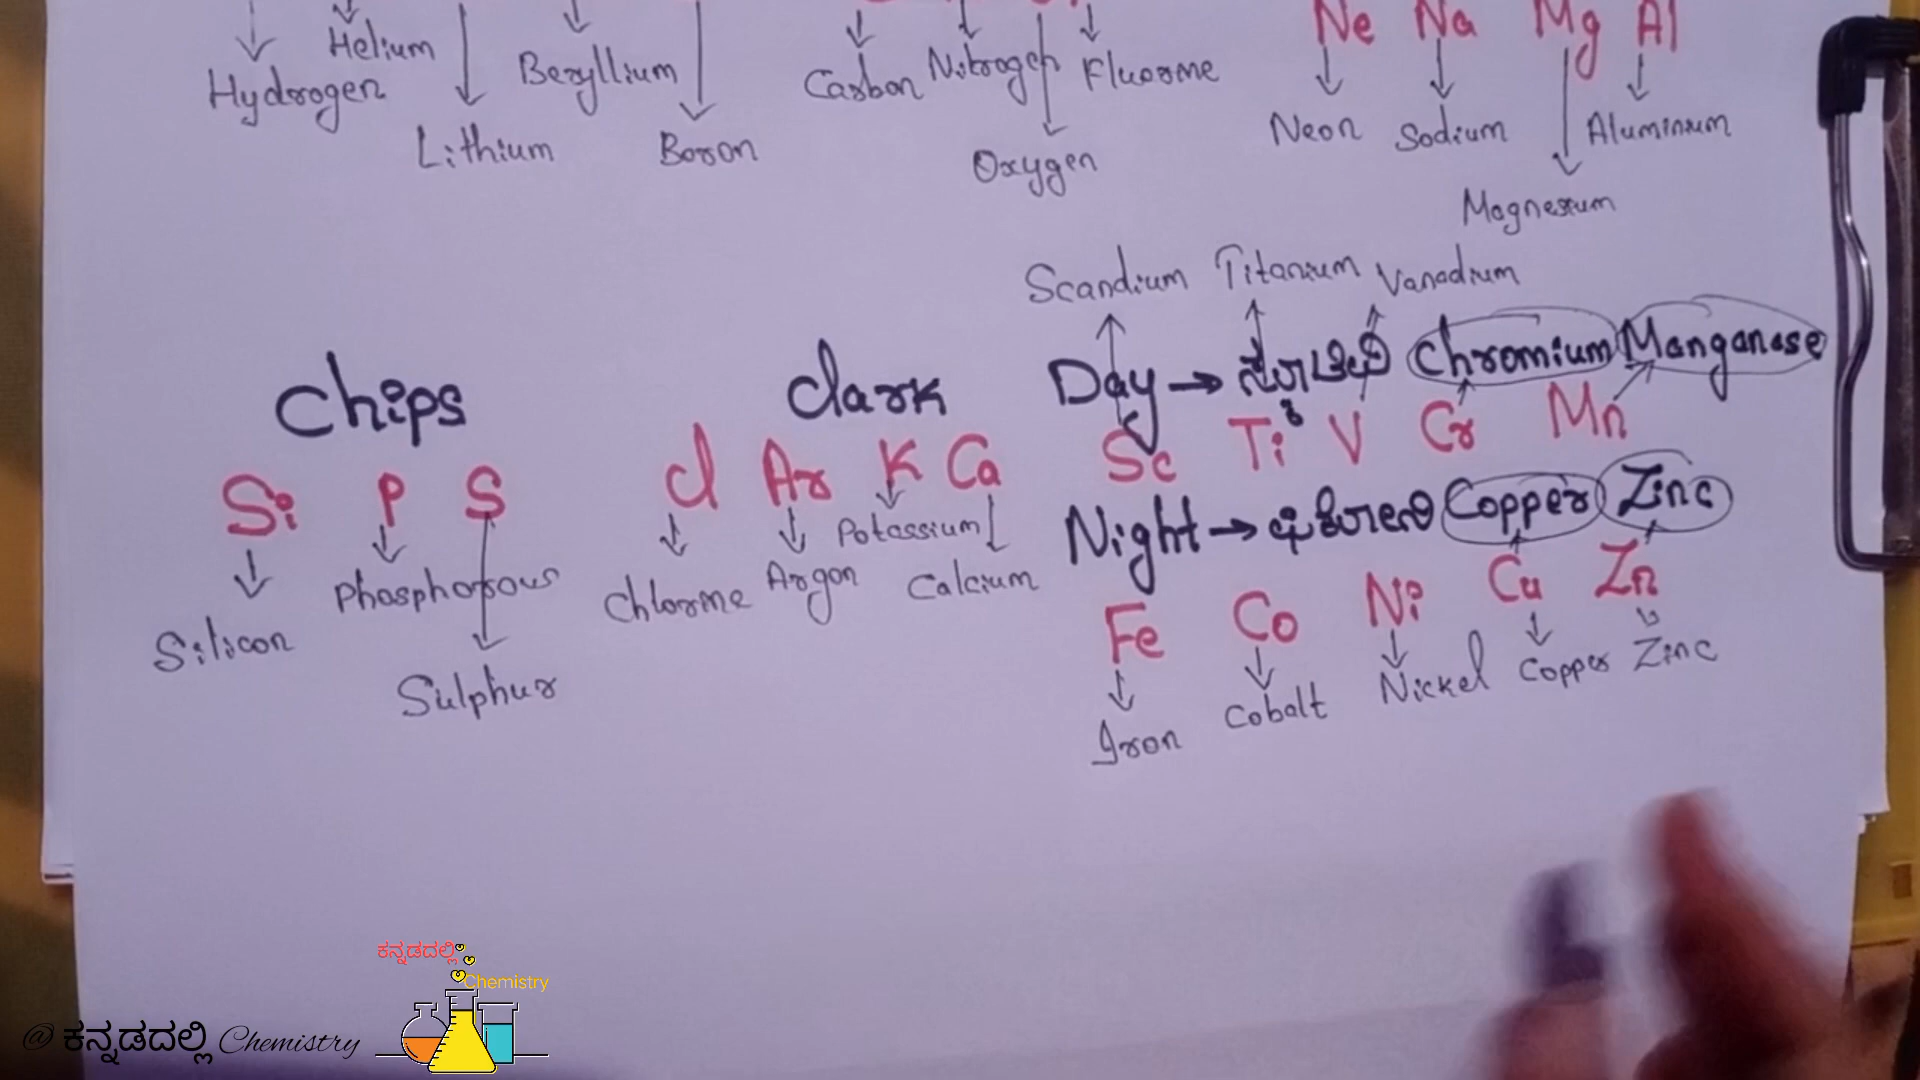 Ne Na Mg Al
Helium Beryllium Carbon Nitrogen Fluorine
Hydrogen Lithium Boron Oxygen Neon Sodium Aluminium
Magnesium
Scandium Titanium Vanadium
Chips Clark Day → Chromium Manganese
Si P S Cl Ar K Ca Sc Ti V Cr Mn
Phosphorous Potassium Night → Copper Zinc
Silicon Chlorine Argon Calcium Fe Co Ni Cu Zn
Sulphur Iron Cobalt Nickel Copper Zinc
ಕನ್ನಡದಲ್ಲಿ
Chemistry
@ ಕನ್ನಡದಲ್ಲಿ Chemistry